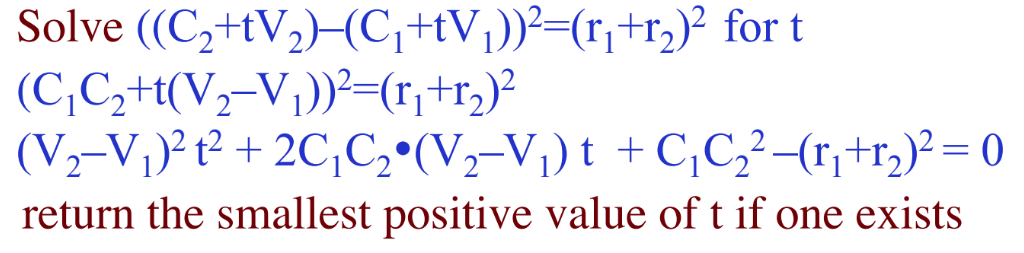 Solve ((C₂+tV₂)–(C₁+tV₁))²=(r₁+r₂)² for t
(C₁C₂+t(V₂–V₁))²=(r₁+r₂)²
(V₂–V₁)² t² + 2C₁C₂•(V₂–V₁) t + C₁C₂² –(r₁+r₂)² = 0
return the smallest positive value of t if one exists